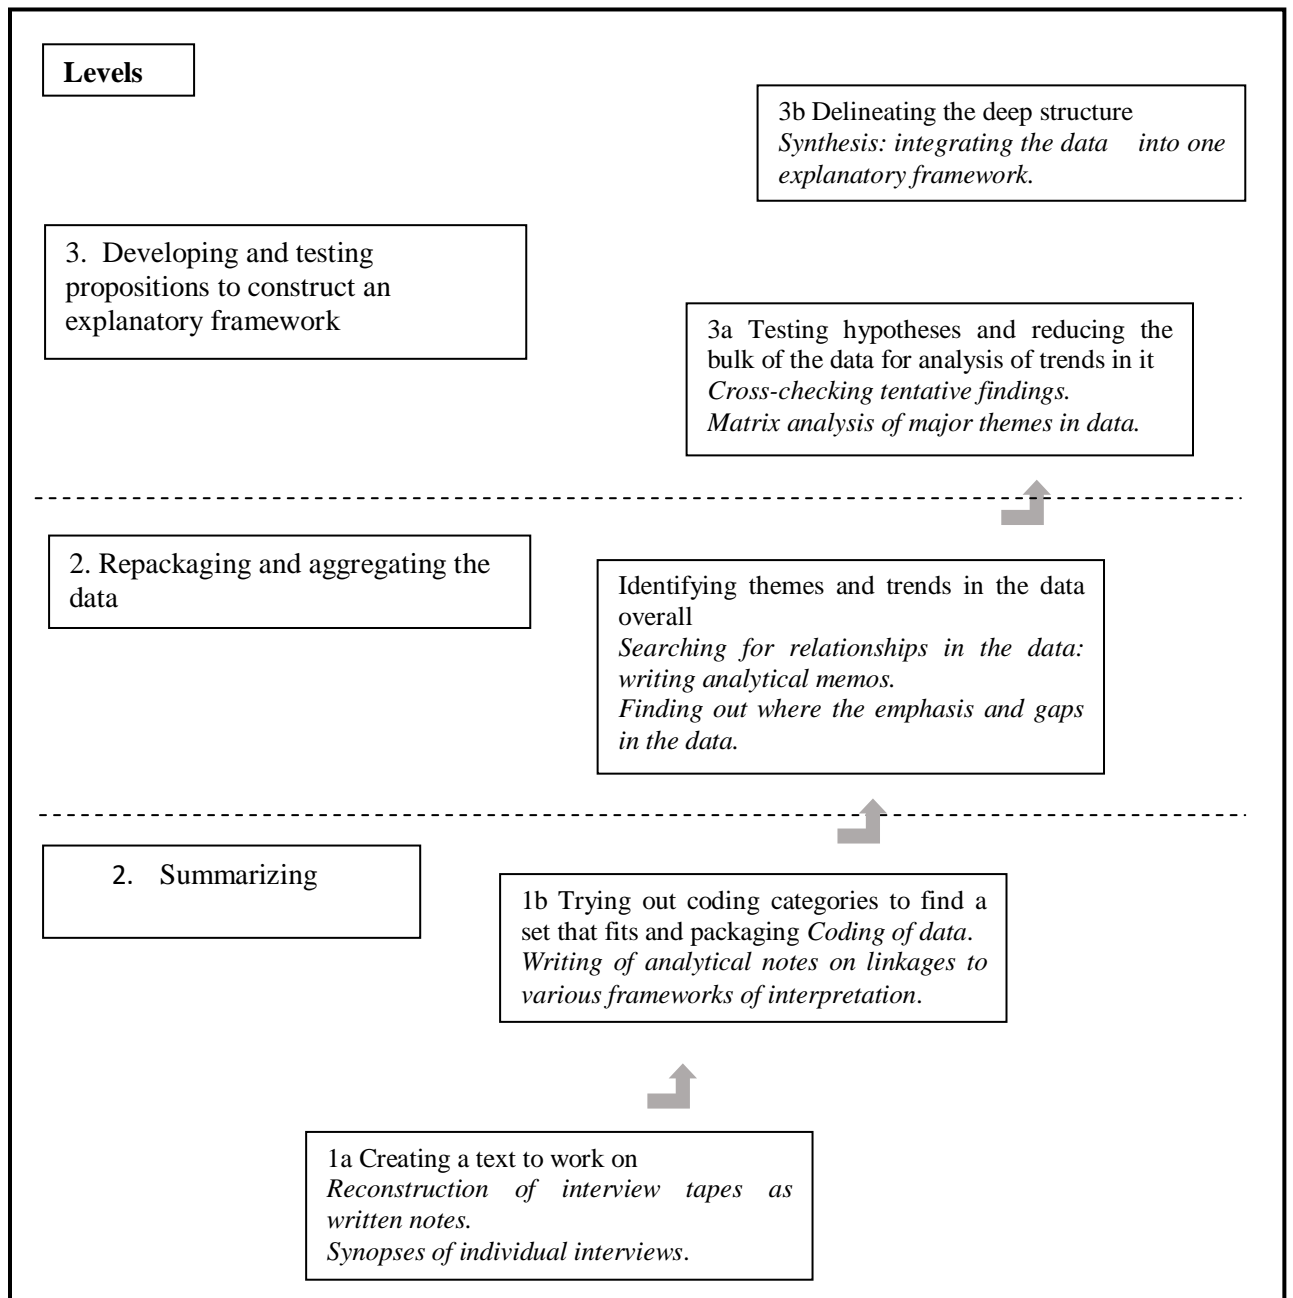 Levels
3b Delineating the deep structure
Synthesis: integrating the data into one
explanatory framework.
3. Developing and testing
propositions to construct an
explanatory framework
3a Testing hypotheses and reducing the
bulk of the data for analysis of trends in it
Cross-checking tentative findings.
Matrix analysis of major themes in data.
2. Repackaging and aggregating the
data
Identifying themes and trends in the data
overall
Searching for relationships in the data:
writing analytical memos.
Finding out where the emphasis and gaps
in the data.
2. Summarizing
1b Trying out coding categories to find a
set that fits and packaging Coding of data.
Writing of analytical notes on linkages to
various frameworks of interpretation.
1a Creating a text to work on
Reconstruction of interview tapes as
written notes.
Synopses of individual interviews.